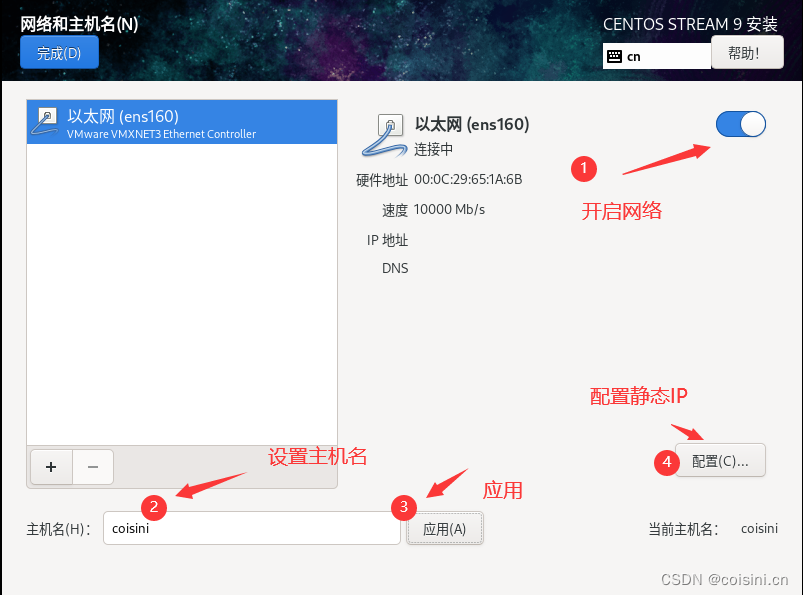 网络和主机名(N)
CENTOS STREAM 9 安装
完成(D)
cn
帮助！
以太网 (ens160)
VMware VMXNET3 Ethernet Controller
以太网 (ens160)
连接中
1
开启网络
硬件地址 00:0C:29:65:1A:6B
速度 10000 Mb/s
IP 地址
DNS
配置静态IP
4
配置(C)...
+ −
设置主机名
2
3
应用
主机名(H)：
coisini
应用(A)
当前主机名：
coisini
CSDN @coisini.cn